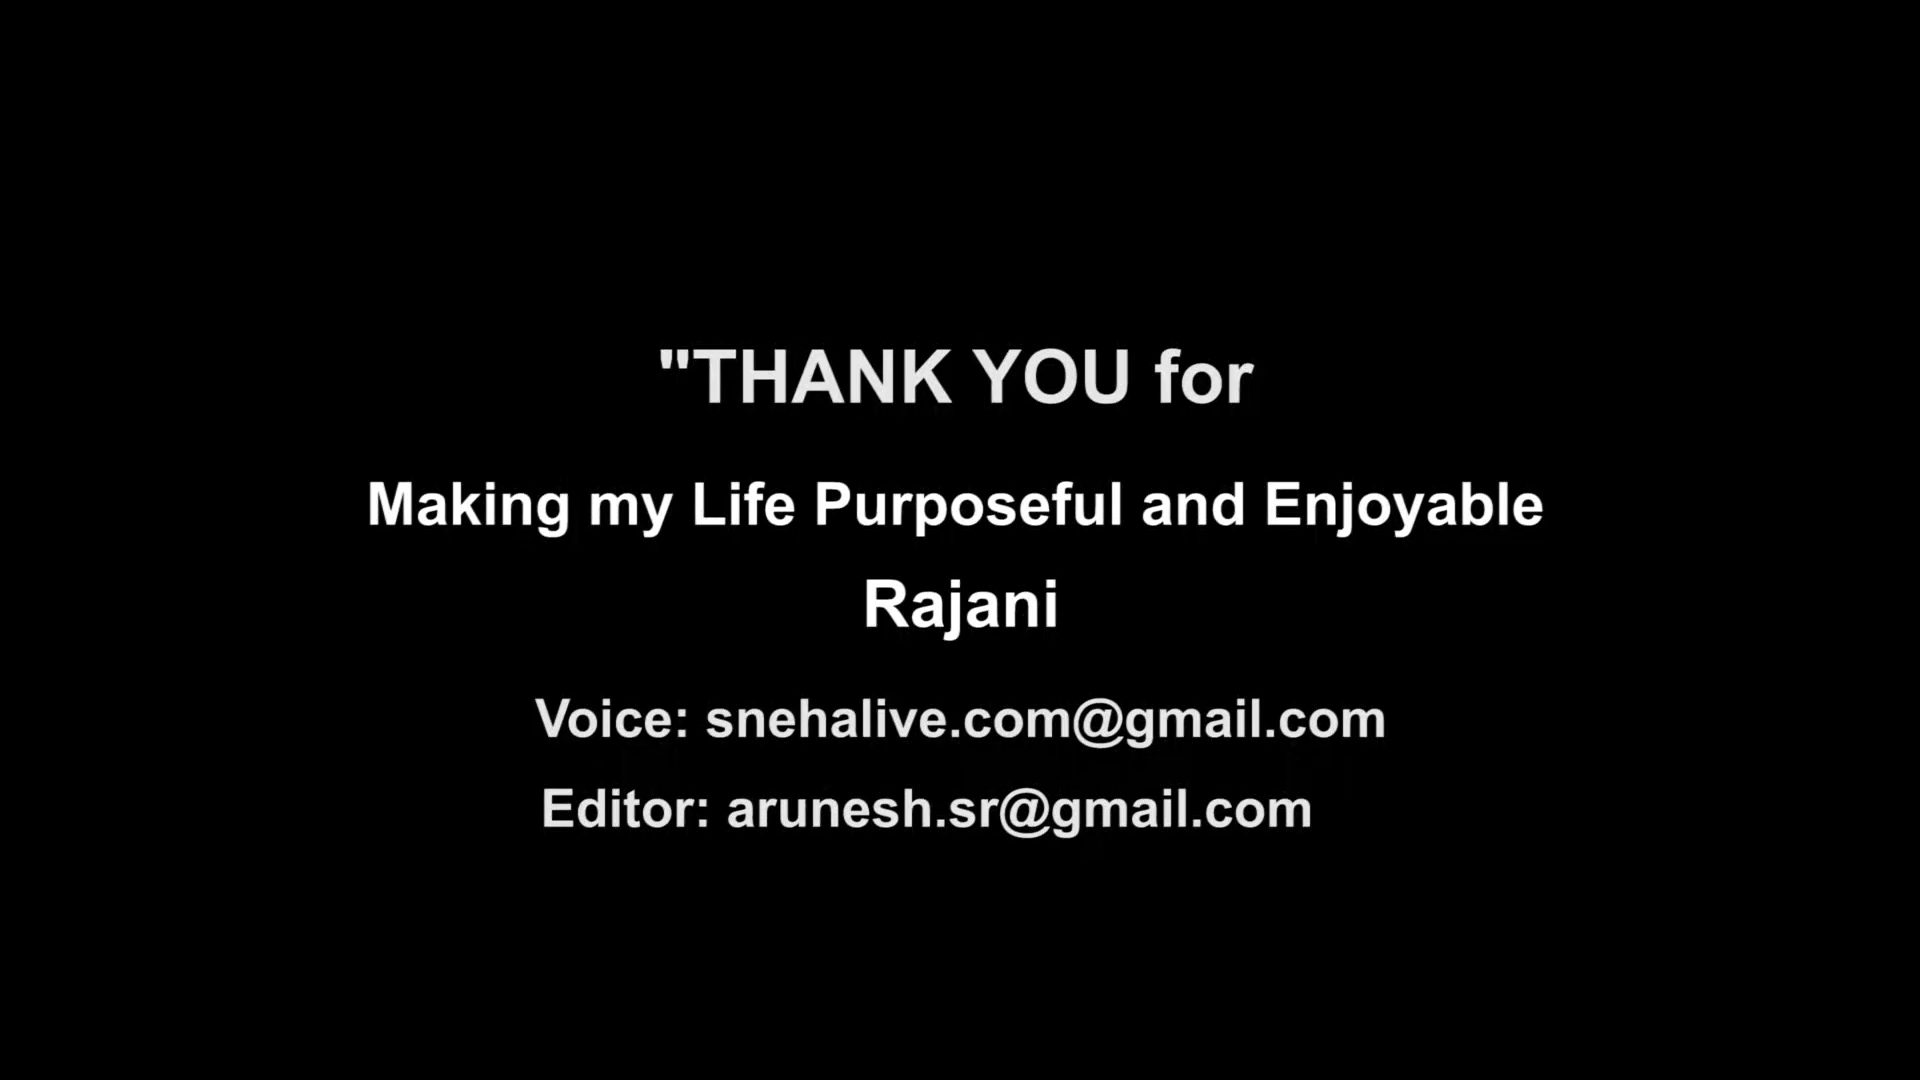 "THANK YOU for
Making my Life Purposeful and Enjoyable
Rajani
Voice: snehalive.com@gmail.com
Editor: arunesh.sr@gmail.com